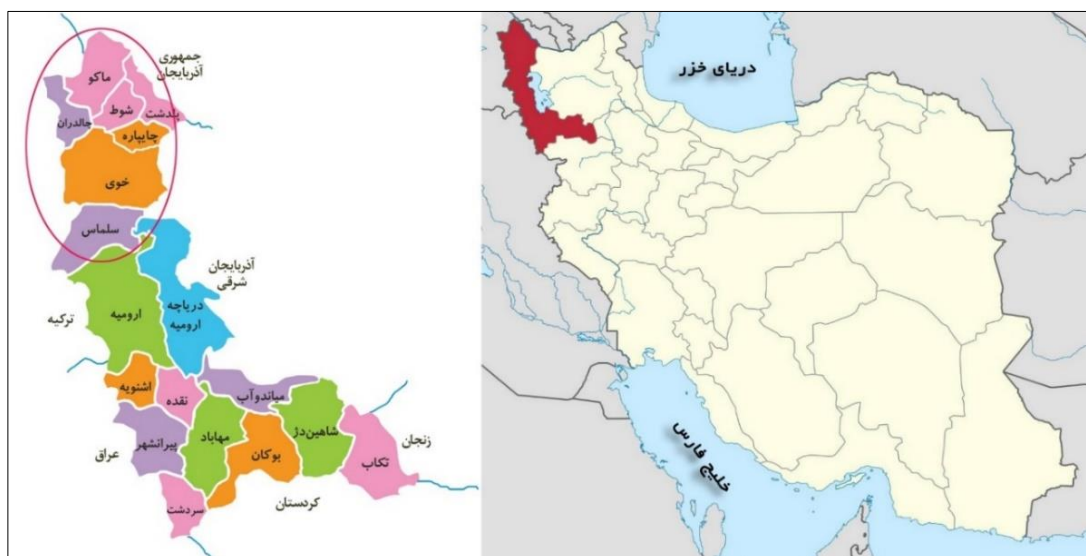 جمهوری
آذربایجان
ماکو
شوط
پلدشت
چالدران
چایپاره
خوی
سلماس
آذربایجان
شرقی
دریاچه
ارومیه
ارومیه
ترکیه
اشنویه
نقده
میاندوآب
پیرانشهر
مهاباد
بوکان
شاهین‌دژ
تکاب
زنجان
عراق
سردشت
کردستان
دریای خزر
خلیج فارس